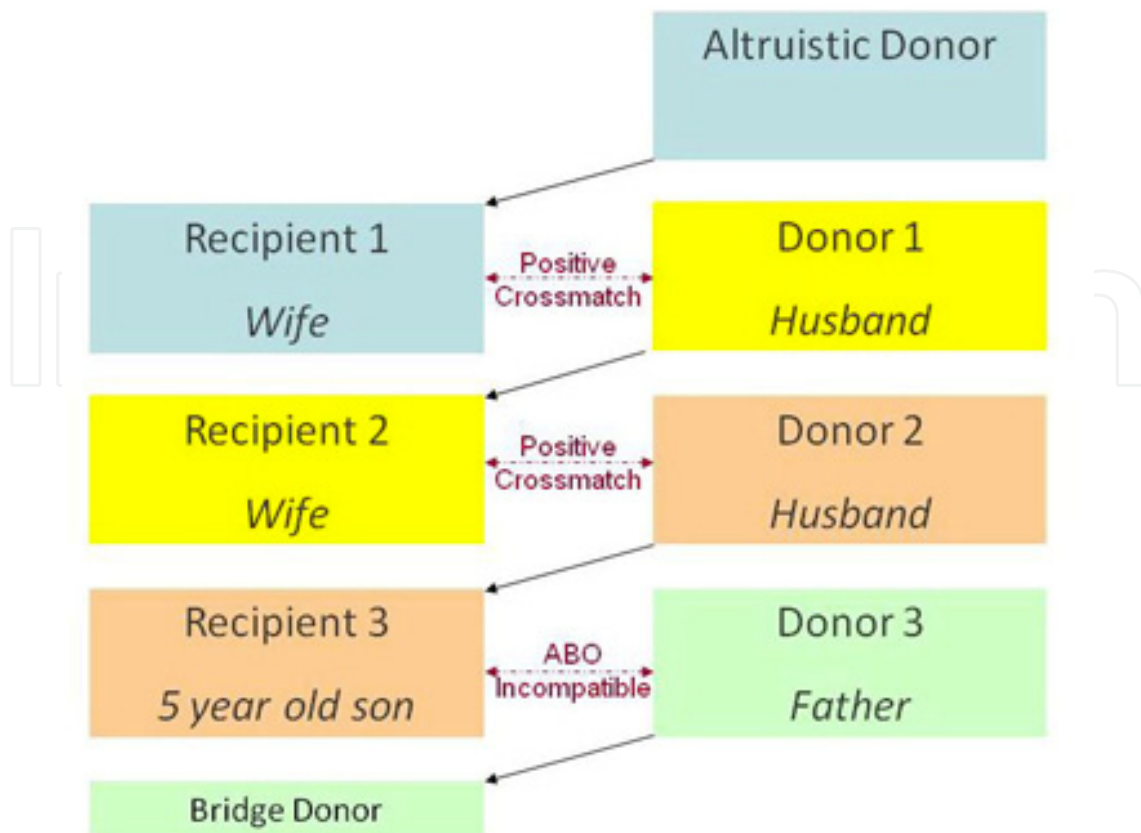 Altruistic Donor
Recipient 1
Wife
Positive
Crossmatch
Donor 1
Husband
Recipient 2
Wife
Positive
Crossmatch
Donor 2
Husband
Recipient 3
5 year old son
ABO
Incompatible
Donor 3
Father
Bridge Donor